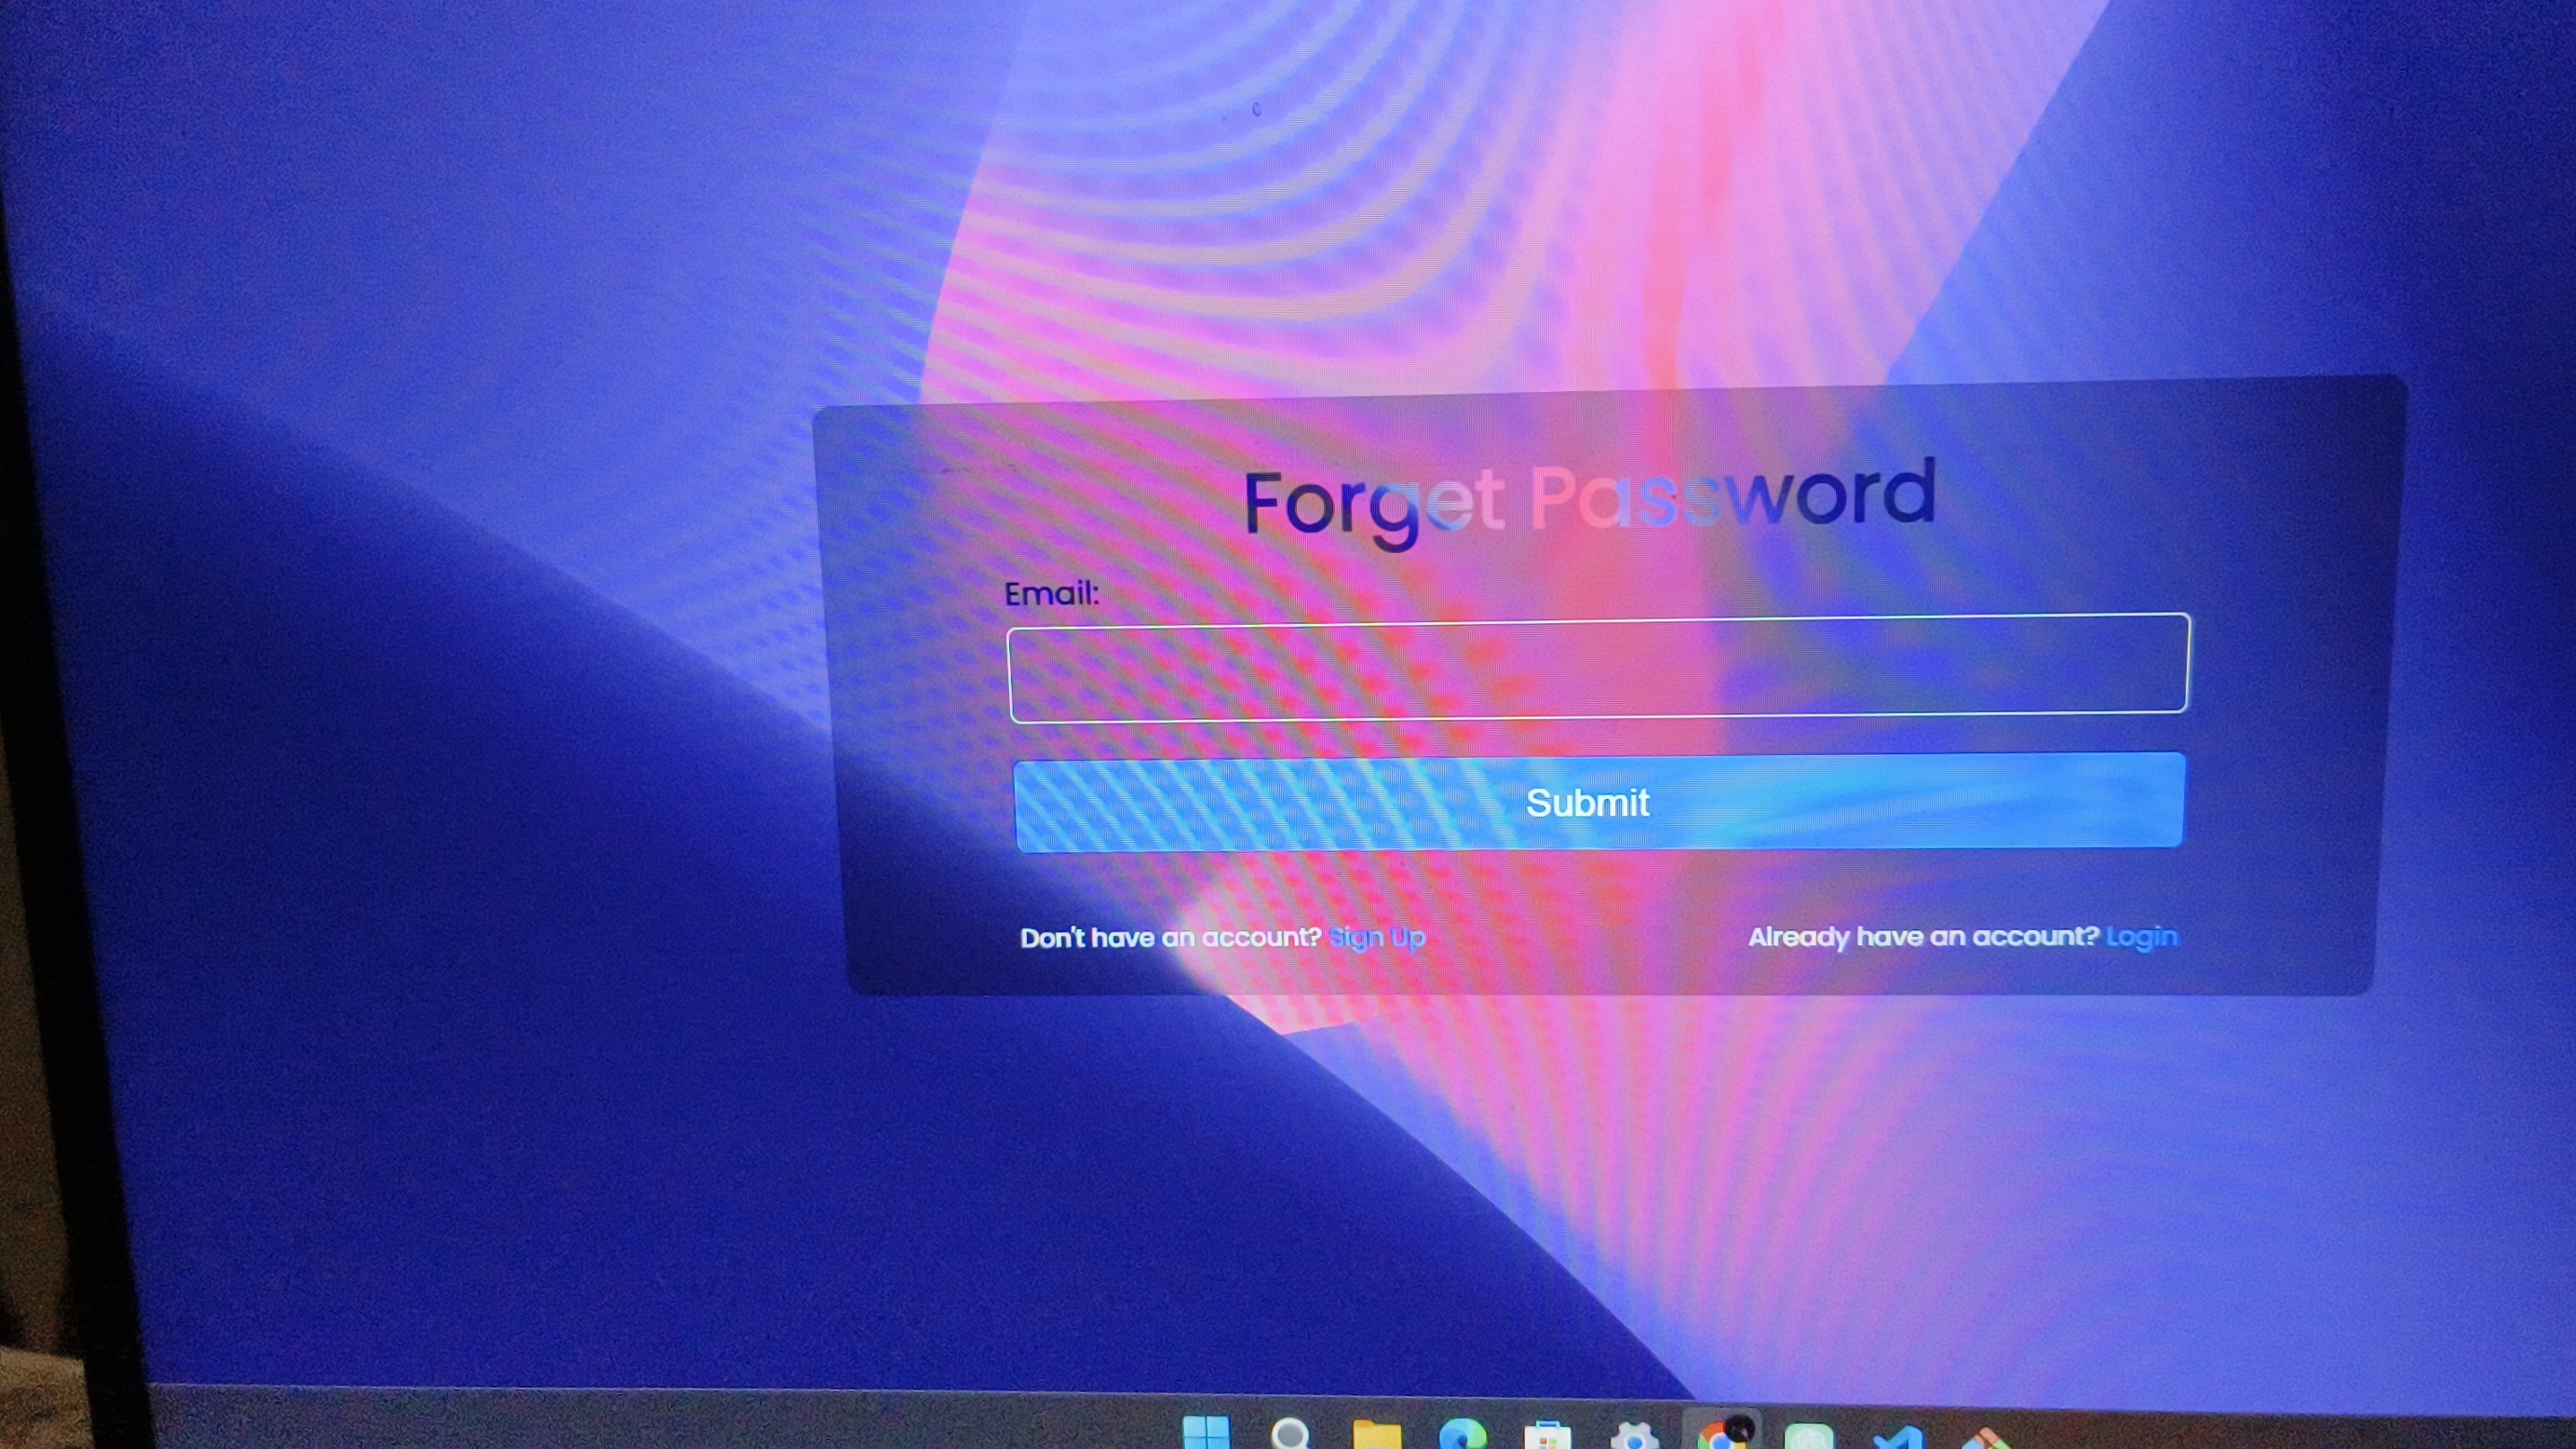 Forget Password
Email:
Submit
Don't have an account? Sign Up
Already have an account? Login